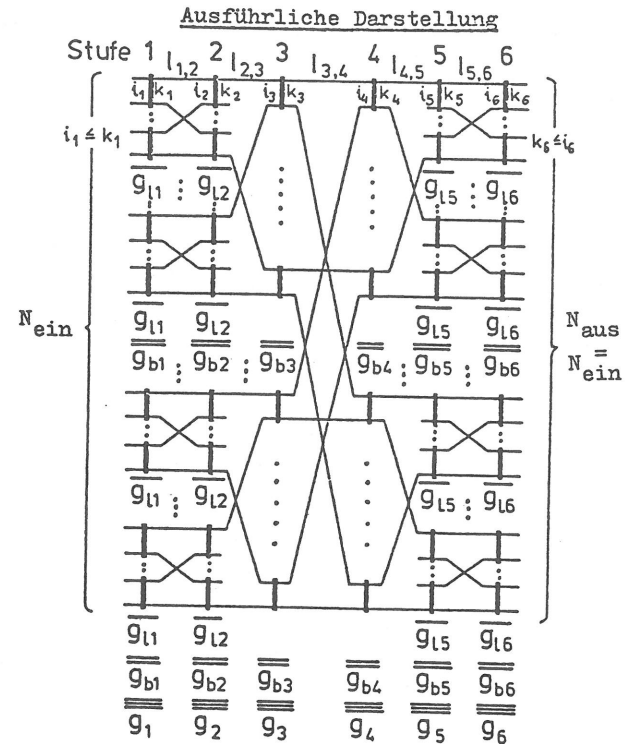 Ausführliche Darstellung
Stufe 1 l1,2 2 l2,3 3 l3,4 4 l4,5 5 l5,6 6
i1 k1 i2 k2 i3 k3 i4 k4 i5 k5 i6 k6
i1 ≤ k1 k6 ≤ i6
gl1 gl2 gl5 gl6
Nein gl1 gl2 gl5 gl6 Naus = Nein
gb1 gb2 gb3 gb4 gb5 gb6
gl1 gl2 gl5 gl6
gl1 gl2 gl5 gl6
gb1 gb2 gb3 gb4 gb5 gb6
g1 g2 g3 g4 g5 g6